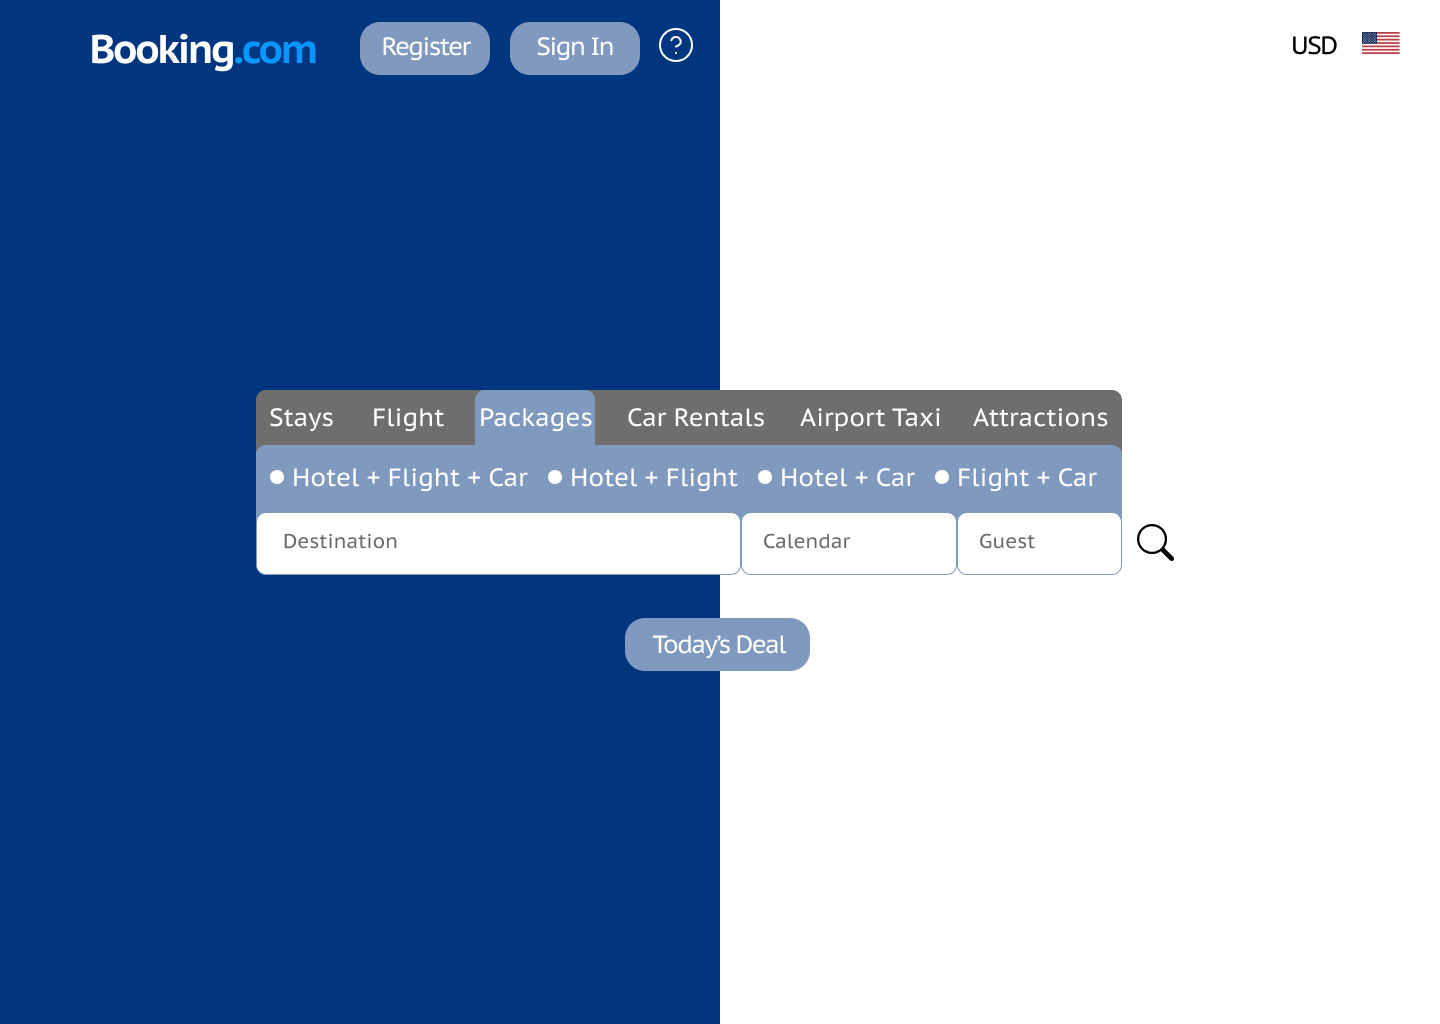 Booking.com Register Sign In ? USD
Stays Flight Packages Car Rentals Airport Taxi Attractions
Hotel + Flight + Car Hotel + Flight Hotel + Car Flight + Car
Destination Calendar Guest
Today’s Deal